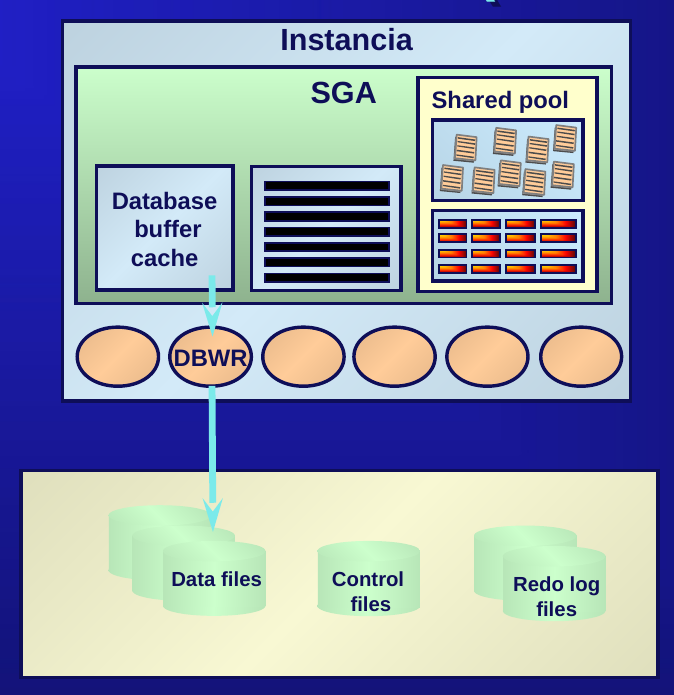 Instancia
SGA
Shared pool
Database
buffer
cache
DBWR
Data files
Control
files
Redo log
files